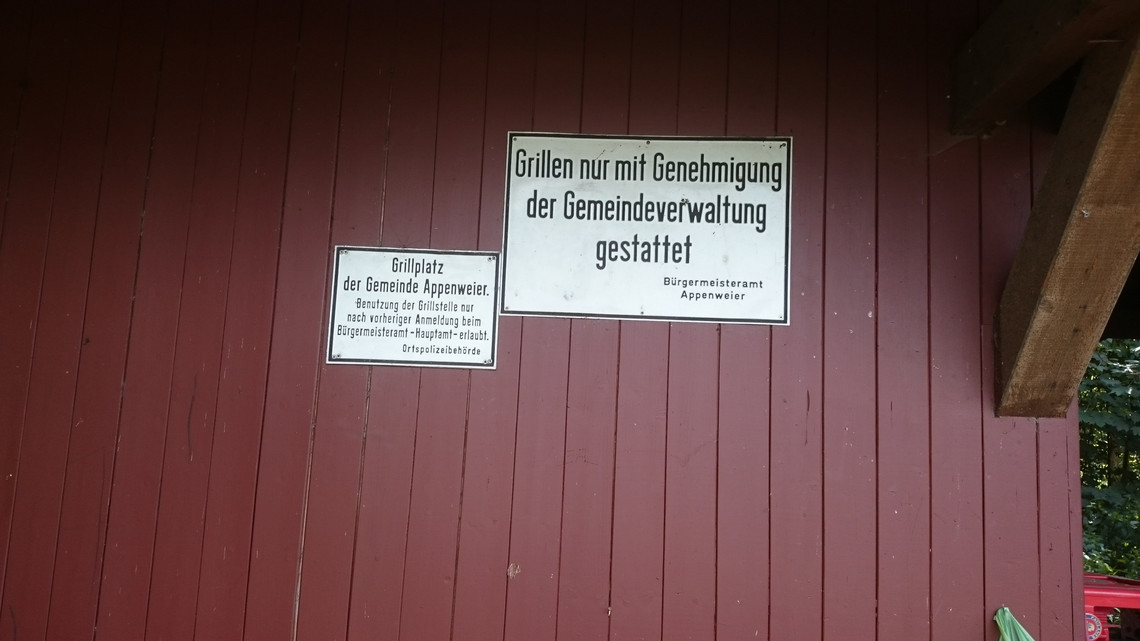 Grillen nur mit Genehmigung
der Gemeindeverwaltung
gestattet
Bürgermeisteramt
Appenweier
Grillplatz
der Gemeinde Appenweier.
Benutzung der Grillstelle nur
nach vorheriger Anmeldung beim
Bürgermeisteramt -Hauptamt- erlaubt.
Ortspolizeibehörde